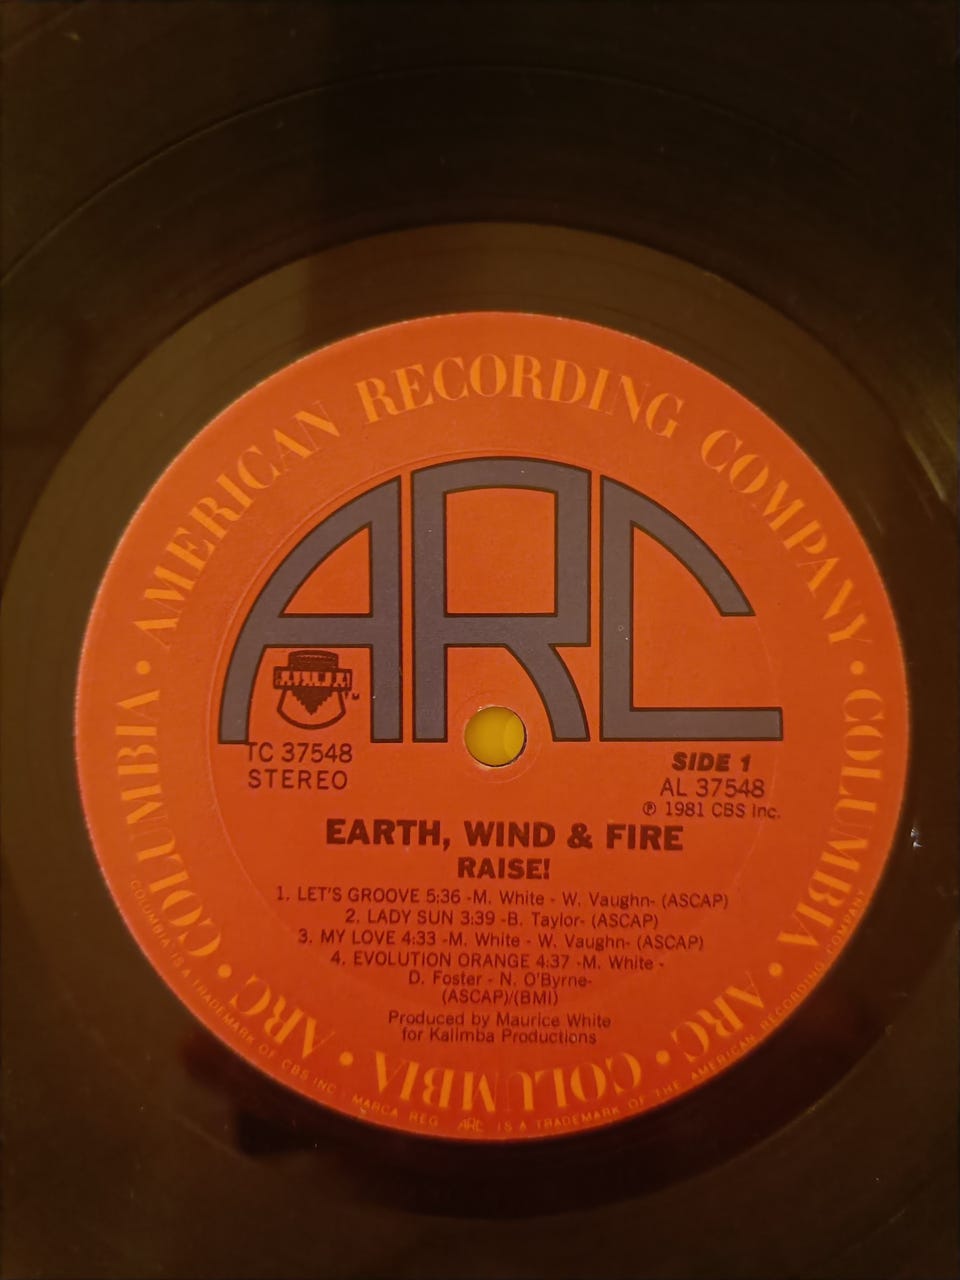 AMERICAN RECORDING COMPANY • COLUMBIA • ARC • COLUMBIA • ARC • COLUMBIA •
ARC
KALIMBA
TM
TC 37548
STEREO
SIDE 1
AL 37548
℗ 1981 CBS Inc.
EARTH, WIND & FIRE
RAISE!
1. LET'S GROOVE 5:36 -M. White - W. Vaughn- (ASCAP)
2. LADY SUN 3:39 -B. Taylor- (ASCAP)
3. MY LOVE 4:33 -M. White - W. Vaughn- (ASCAP)
4. EVOLUTION ORANGE 4:37 -M. White -
D. Foster - N. O'Byrne-
(ASCAP)/(BMI)
Produced by Maurice White
for Kalimba Productions
COLUMBIA IS A TRADEMARK OF CBS INC. MARCA REG. ARC IS A TRADEMARK OF THE AMERICAN RECORDING COMPANY